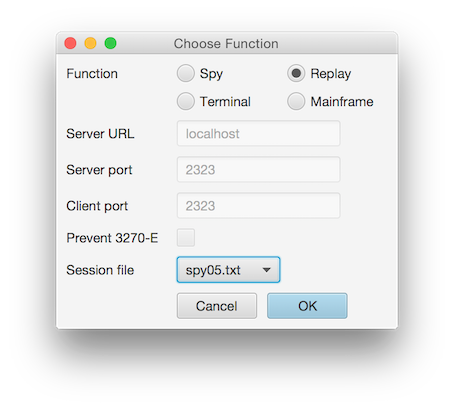 Choose Function
Function Spy Replay
Terminal Mainframe
Server URL localhost
Server port 2323
Client port 2323
Prevent 3270-E
Session file spy05.txt
Cancel OK